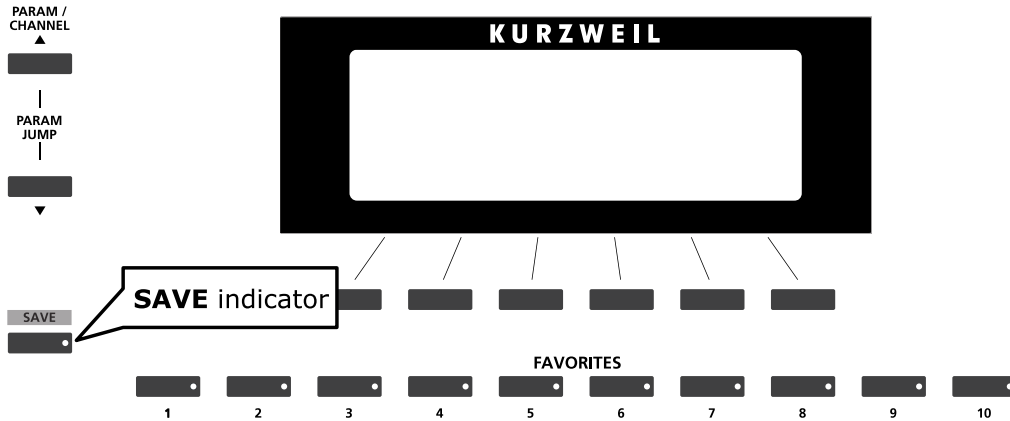 PARAM /
CHANNEL
▲
PARAM
JUMP
▼
KURZWEIL
SAVE
SAVE indicator
FAVORITES
1 2 3 4 5 6 7 8 9 10